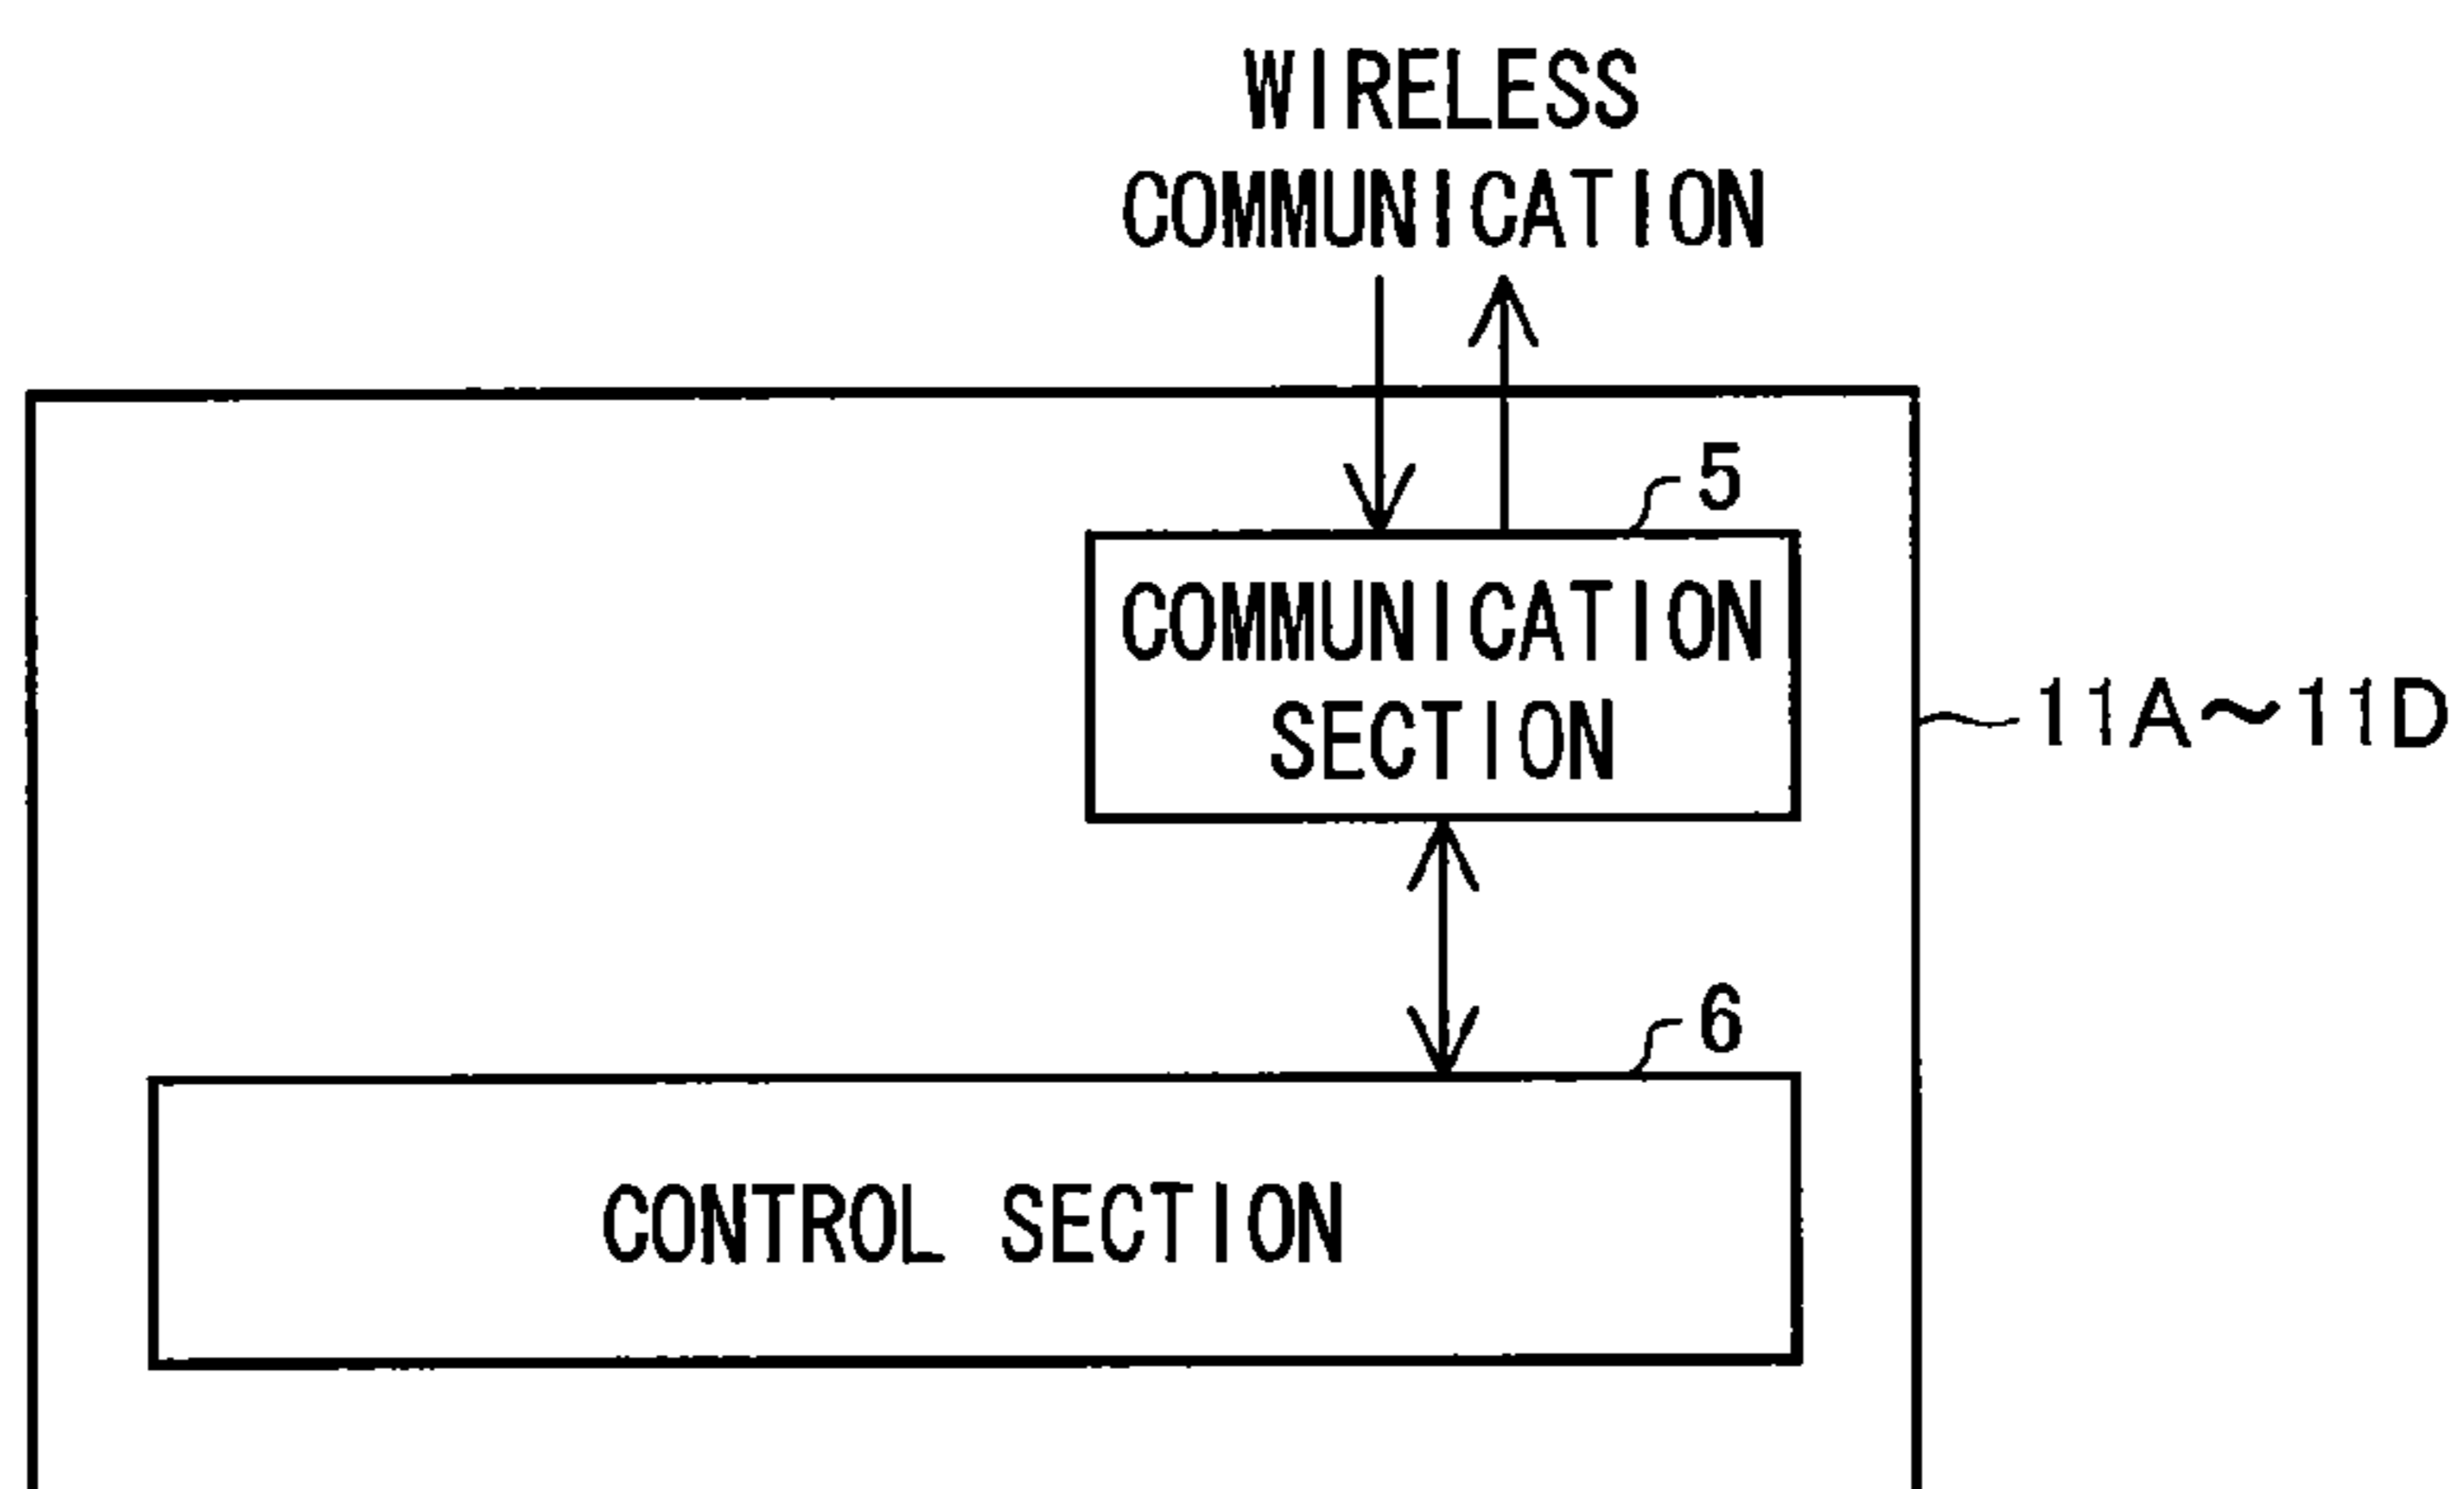 WIRELESS
COMMUNICATION
5
COMMUNICATION
SECTION
11A～11D
6
CONTROL SECTION